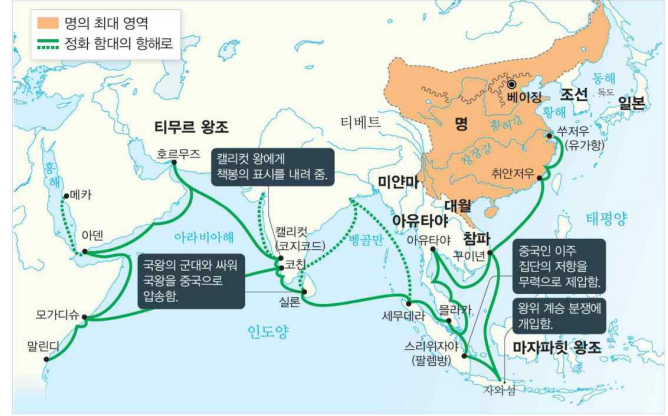 명의 최대 영역
정화 함대의 항해로
티무르 왕조
호르무즈
홍해
메카
아덴
아라비아해
캘리컷 왕에게
책봉의 표시를 내려 줌.
캘리컷
(코지코드)
코친
국왕의 군대와 싸워
국왕을 중국으로
압송함.
실론
모가디슈
말린디
인도양
티베트
벵골만
미얀마
아유타야
아유타야
명
황허강
창장강
베이징
조선
동해
독도
황해
일본
쑤저우
(유가항)
취안저우
대월
참파
꾸이년
태평양
중국인 이주
집단의 저항을
무력으로 제압함.
왕위 계승 분쟁에
개입함.
세무데라
믈라카
스리위자야
(팔렘방)
마자파힛 왕조
자와섬